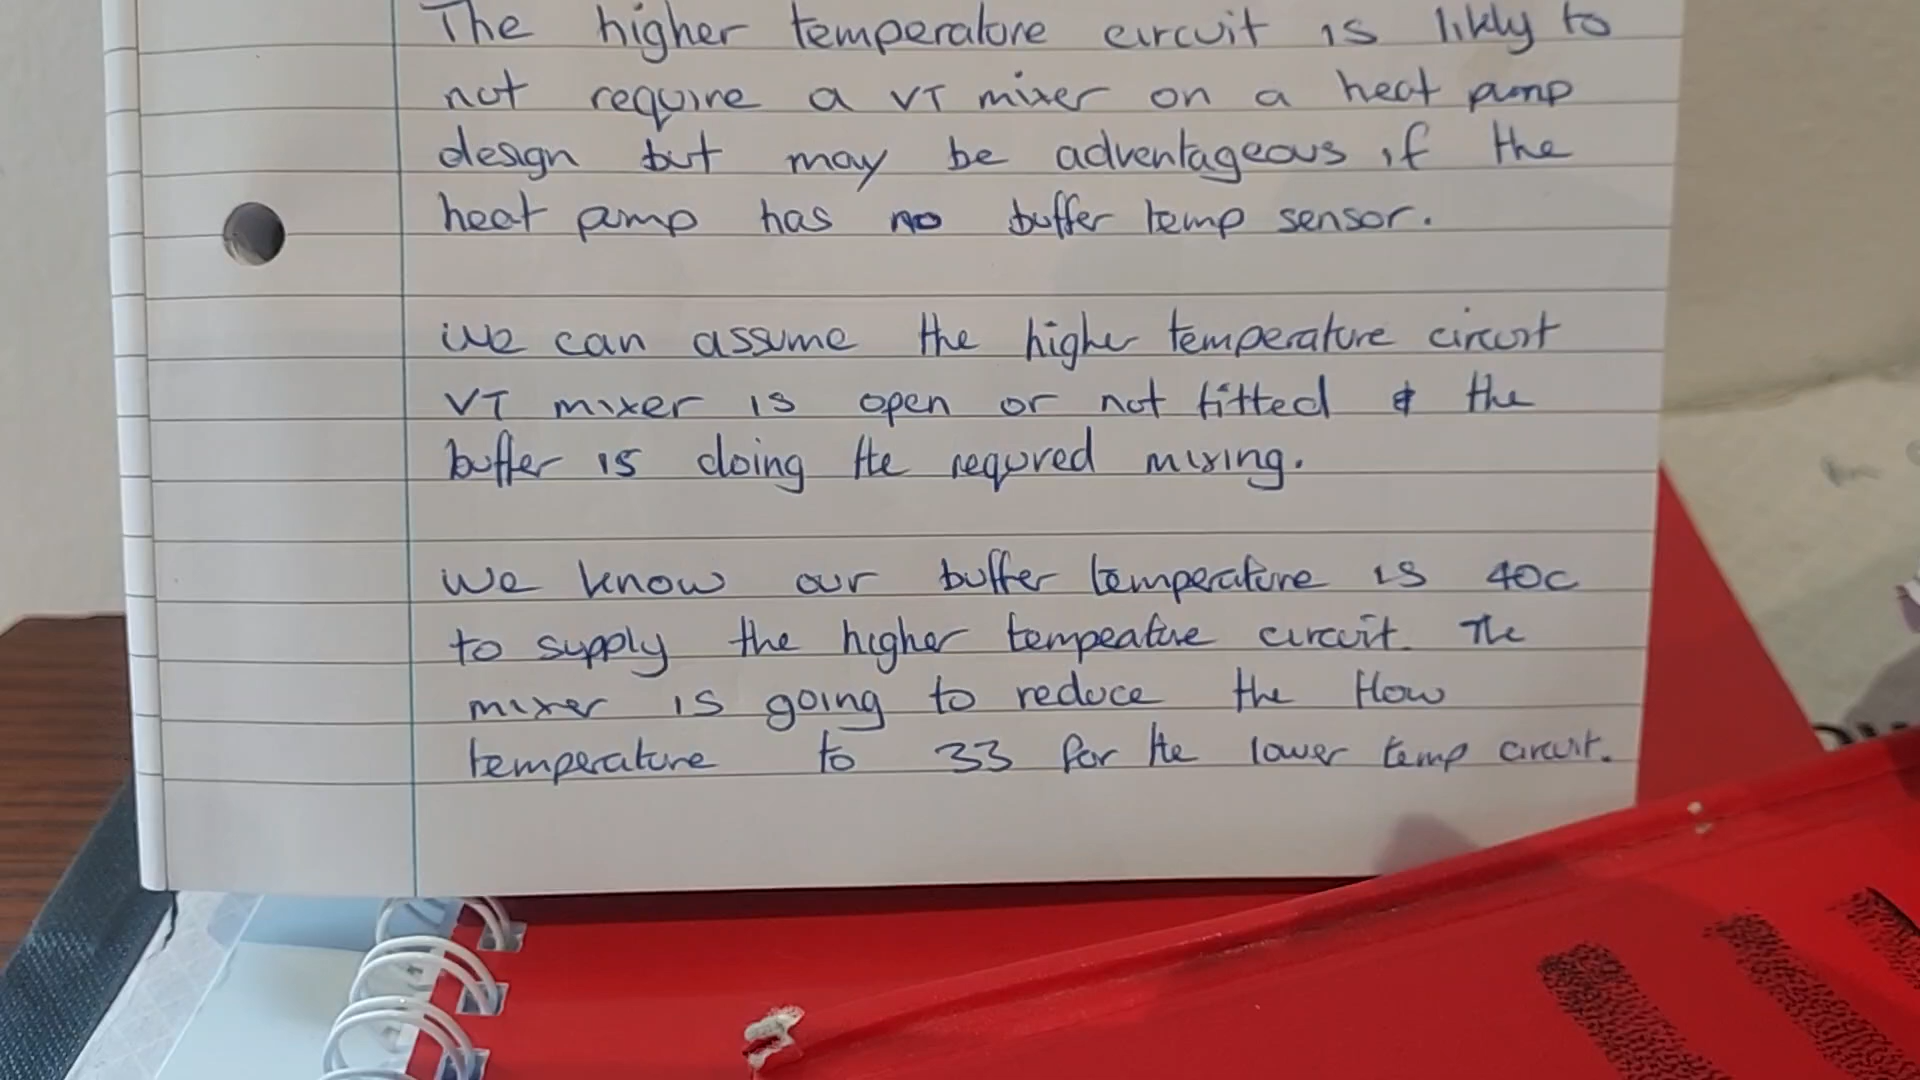 The higher temperature circuit is likly to
not require a VT mixer on a heat pump
design but may be adventageous if the
heat pump has no buffer temp sensor.
We can assume the higher temperature circuit
VT mixer is open or not fitted & the
buffer is doing the requred mixing.
We know our buffer temperature is 40c
to supply the higher tempeature circuit. The
mixer is going to reduce the flow
temperature to 33 for the lower temp circuit.